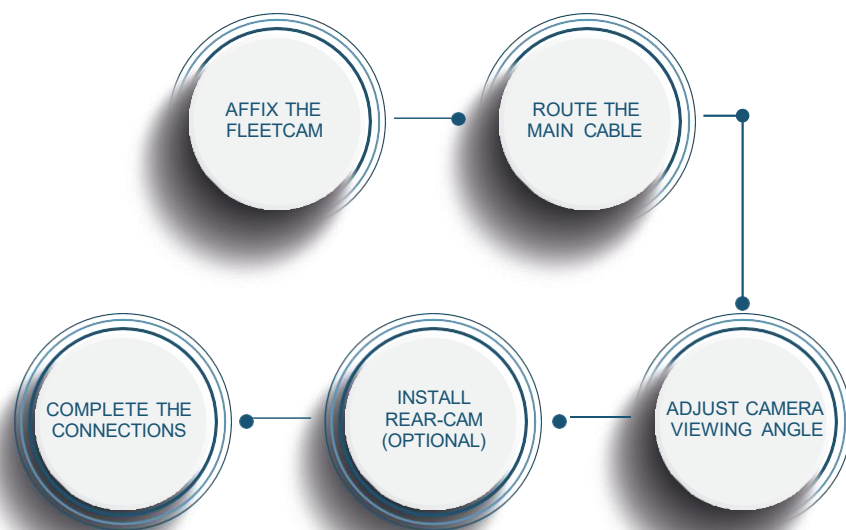 AFFIX THE
FLEETCAM
ROUTE THE
MAIN CABLE
ADJUST CAMERA
VIEWING ANGLE
INSTALL
REAR-CAM
(OPTIONAL)
COMPLETE THE
CONNECTIONS